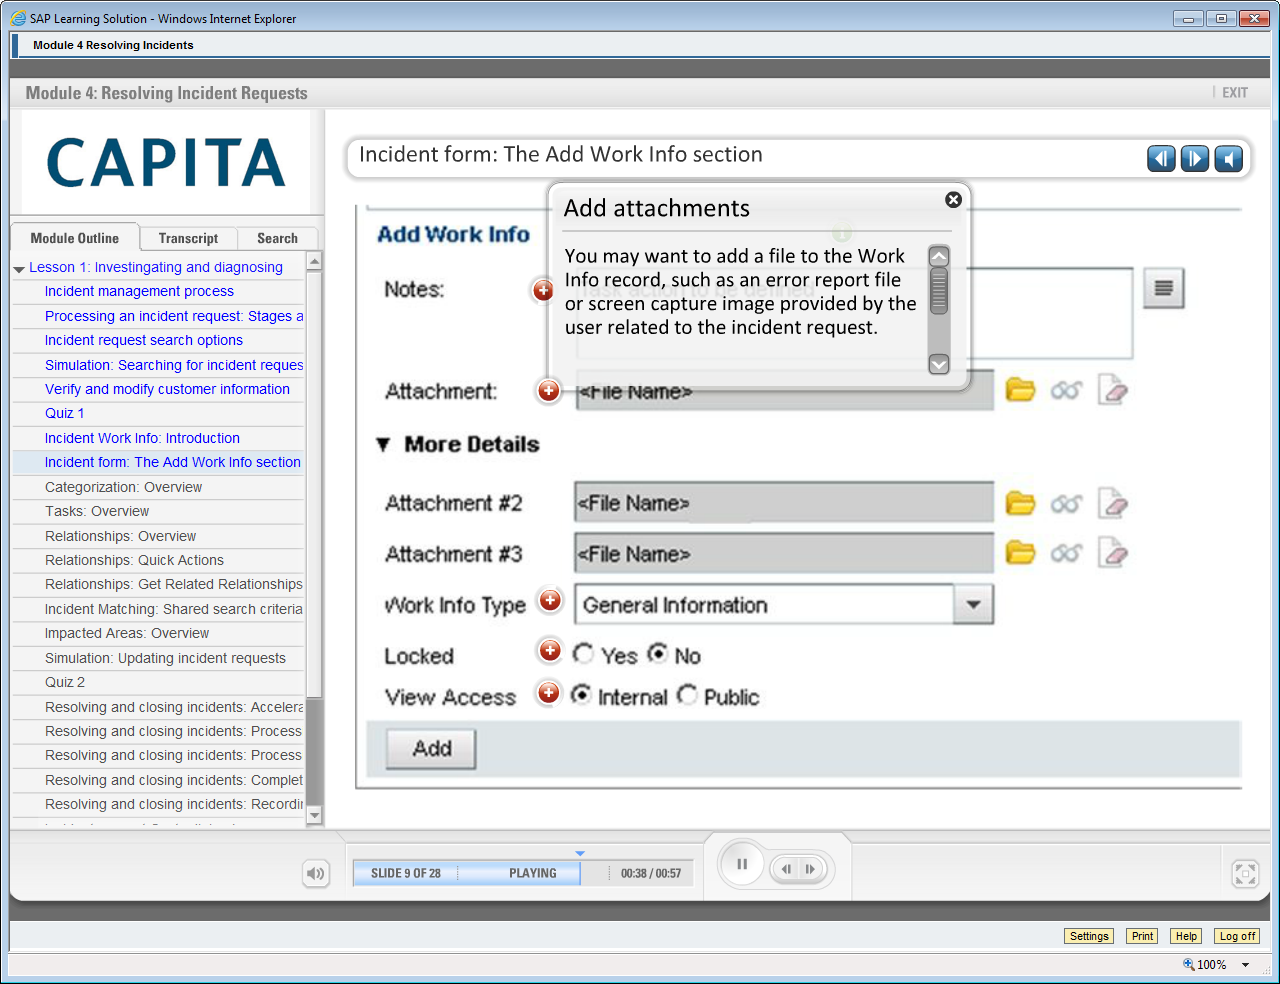 SAP Learning Solution - Windows Internet Explorer
Module 4 Resolving Incidents
Module 4: Resolving Incident Requests
EXIT
CAPITA
Module Outline
Transcript
Search
Lesson 1: Investingating and diagnosing
Incident management process
Processing an incident request: Stages a
Incident request search options
Simulation: Searching for incident reques
Verify and modify customer information
Quiz 1
Incident Work Info: Introduction
Incident form: The Add Work Info section
Categorization: Overview
Tasks: Overview
Relationships: Overview
Relationships: Quick Actions
Relationships: Get Related Relationships
Incident Matching: Shared search criteria
Impacted Areas: Overview
Simulation: Updating incident requests
Quiz 2
Resolving and closing incidents: Accelera
Resolving and closing incidents: Process
Resolving and closing incidents: Process
Resolving and closing incidents: Complet
Resolving and closing incidents: Recordin
Incident form: The Add Work Info section
Add attachments
You may want to add a file to the Work
Info record, such as an error report file
or screen capture image provided by the
user related to the incident request.
Add Work Info
Notes:
Attachment:
<File Name>
More Details
Attachment #2
<File Name>
Attachment #3
<File Name>
Work Info Type
General Information
Locked
Yes
No
View Access
Internal
Public
Add
SLIDE 9 OF 28
PLAYING
00:38 / 00:57
Settings
Print
Help
Log off
100%